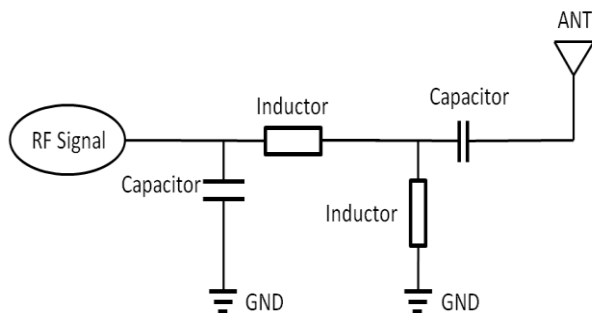 ANT
Inductor
Capacitor
RF Signal
Capacitor
Inductor
GND
GND